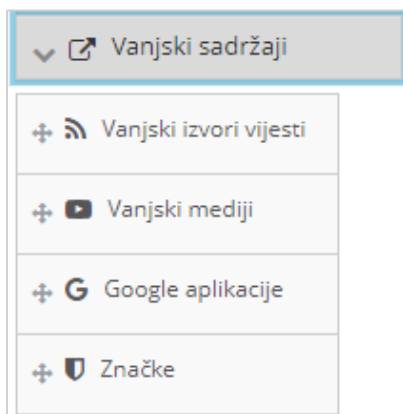 Vanjski sadržaji
Vanjski izvori vijesti
Vanjski mediji
Google aplikacije
Značke